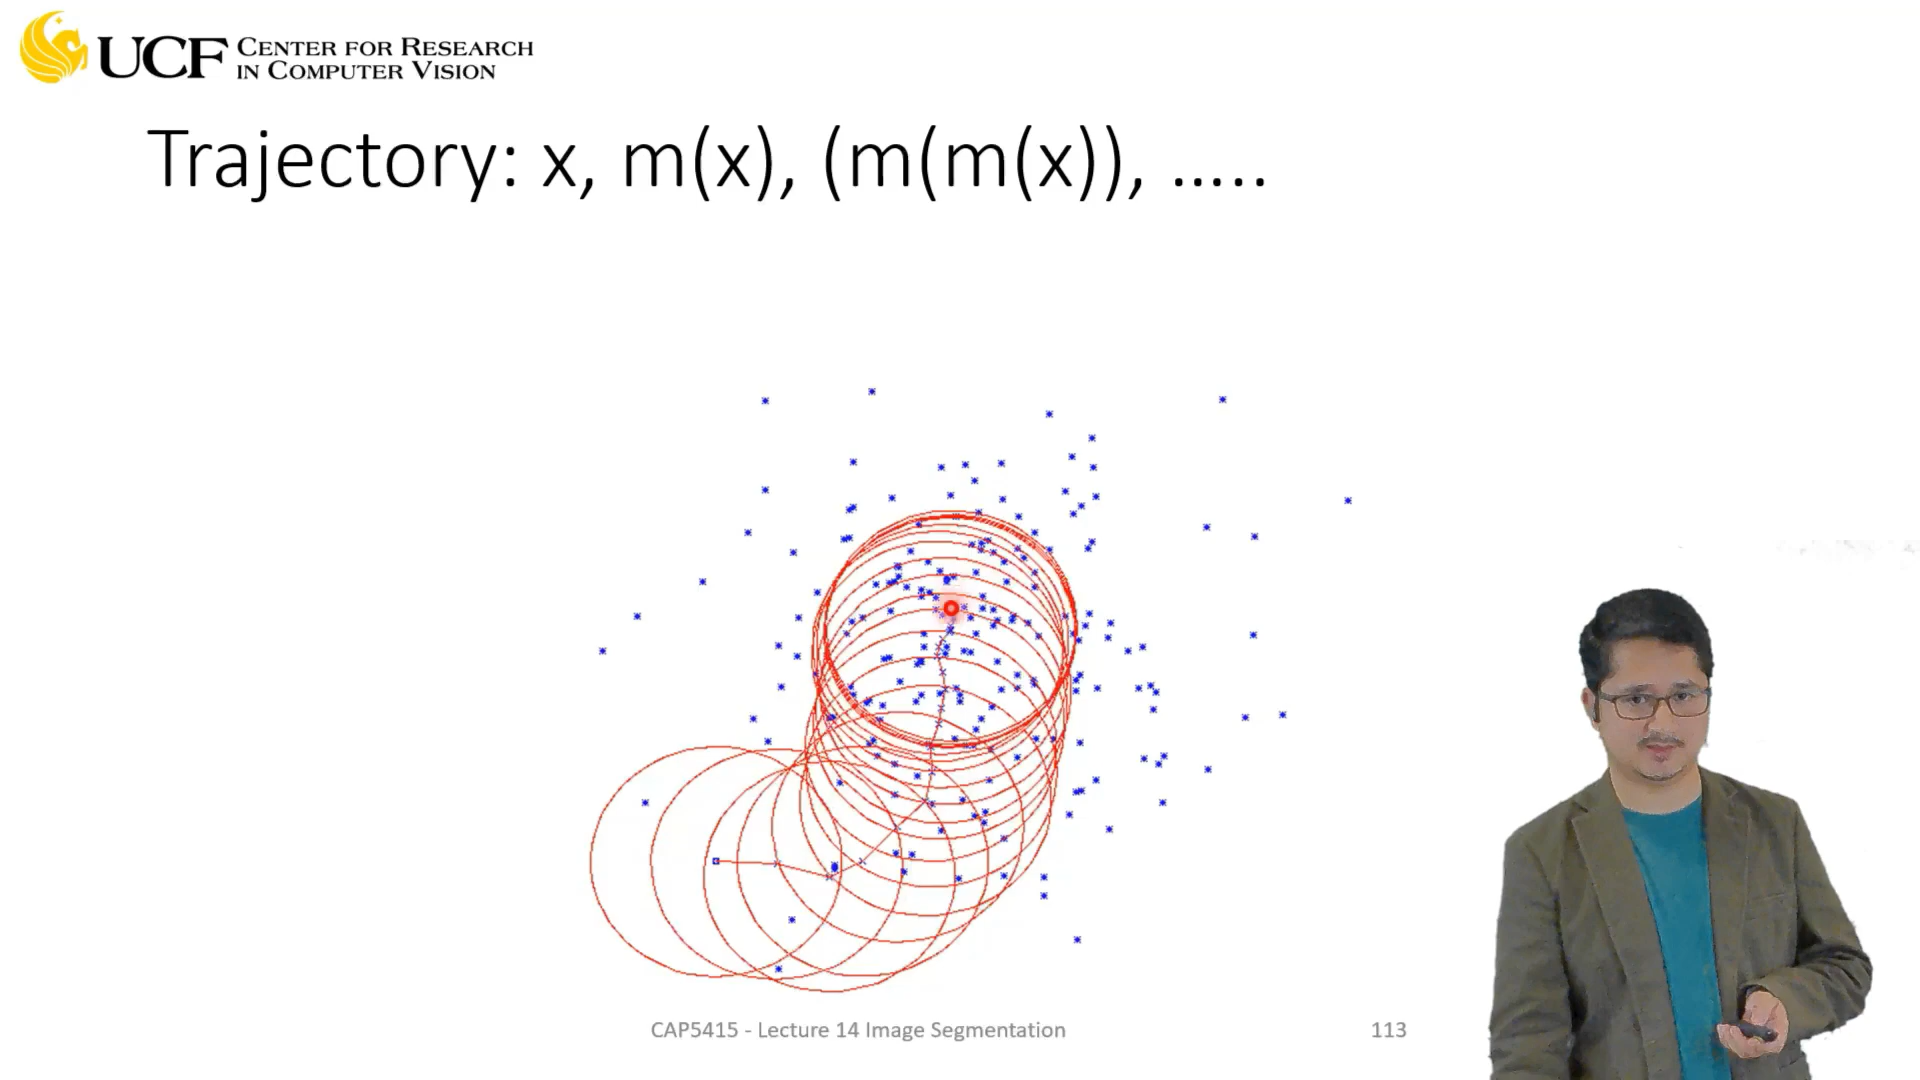 UCF CENTER FOR RESEARCH
IN COMPUTER VISION
Trajectory: x, m(x), (m(m(x)), .....
CAP5415 - Lecture 14 Image Segmentation
113